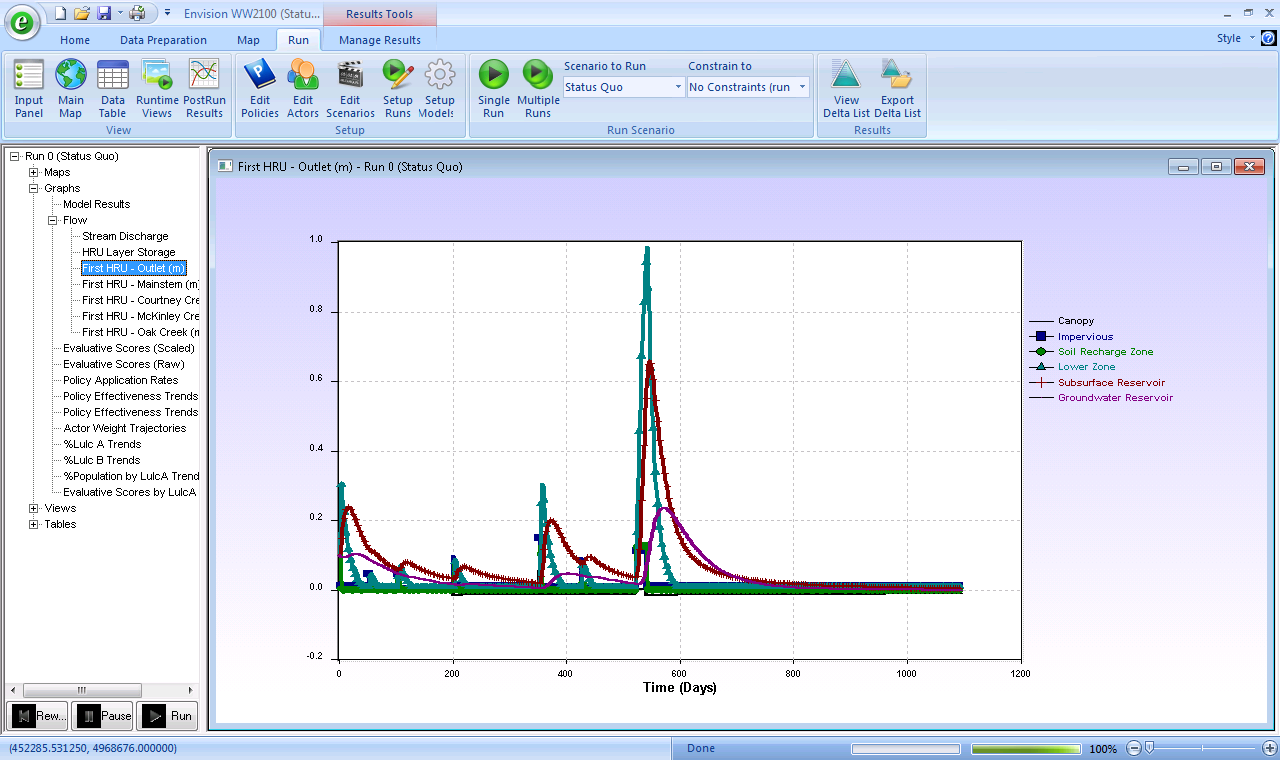 Envision WW2100 (Statu...
Results Tools
Home
Data Preparation
Map
Run
Manage Results
Style
Input Panel
Main Map
Data Table
Runtime Views
PostRun Results
View
Edit Policies
Edit Actors
Edit Scenarios
Setup Runs
Setup Models
Setup
Single Run
Multiple Runs
Scenario to Run
Status Quo
Constrain to
No Constraints (run
Run Scenario
View Delta List
Export Delta List
Results
Run 0 (Status Quo)
Maps
Graphs
Model Results
Flow
Stream Discharge
HRU Layer Storage
First HRU - Outlet (m)
First HRU - Mainstem (m)
First HRU - Courtney Cre
First HRU - McKinley Cre
First HRU - Oak Creek (m
Evaluative Scores (Scaled)
Evaluative Scores (Raw)
Policy Application Rates
Policy Effectiveness Trends
Policy Effectiveness Trends
Actor Weight Trajectories
%Lulc A Trends
%Lulc B Trends
%Population by LulcA Trend
Evaluative Scores by LulcA
Views
Tables
Rew...
Pause
Run
First HRU - Outlet (m) - Run 0 (Status Quo)
1.0
0.8
0.6
0.4
0.2
0.0
-0.2
0
200
400
600
800
1000
1200
Time (Days)
Canopy
Impervious
Soil Recharge Zone
Lower Zone
Subsurface Reservoir
Groundwater Reservoir
(452285.531250, 4968676.000000)
Done
100%